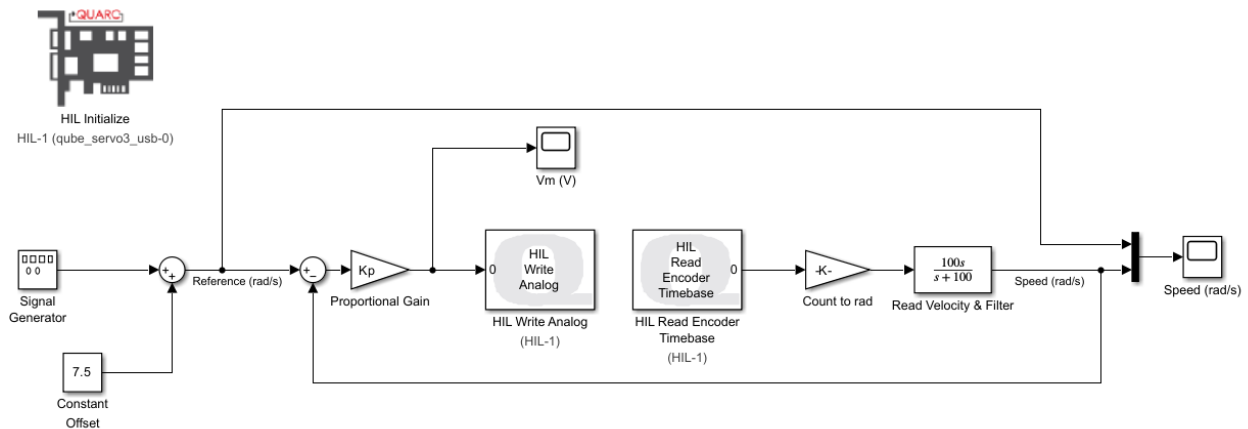 QUARC
HIL Initialize
HIL-1 (qube_servo3_usb-0)
Vm (V)
Signal
Generator
+
+
Reference (rad/s)
+
−
Kp
Proportional Gain
0
HIL
Write
Analog
HIL Write Analog
(HIL-1)
HIL
Read
Encoder
Timebase
0
HIL Read Encoder
Timebase
(HIL-1)
-K-
Count to rad
100s
s + 100
Read Velocity & Filter
Speed (rad/s)
Speed (rad/s)
7.5
Constant
Offset